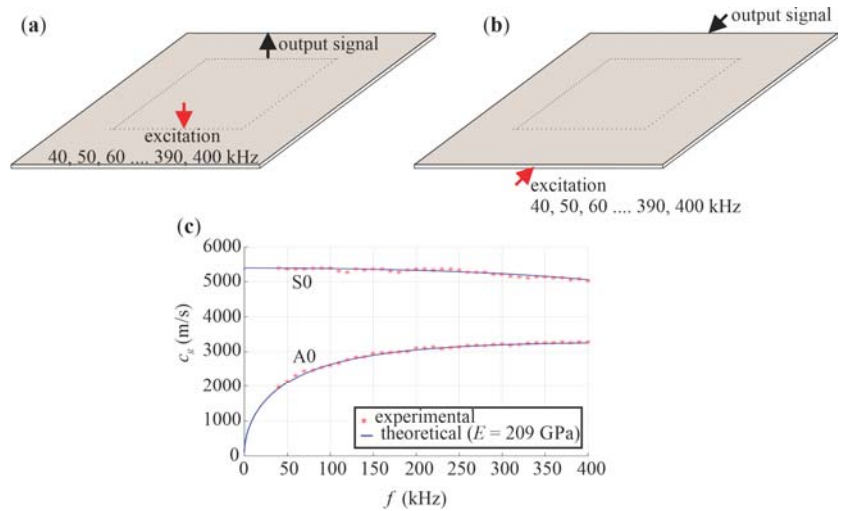 (a)
output signal
excitation
40, 50, 60 .... 390, 400 kHz
(b)
output signal
excitation
40, 50, 60 .... 390, 400 kHz
(c)
6000
5000
4000
3000
2000
1000
0
c_g (m/s)
S0
A0
experimental
theoretical (E = 209 GPa)
0 50 100 150 200 250 300 350 400
f (kHz)